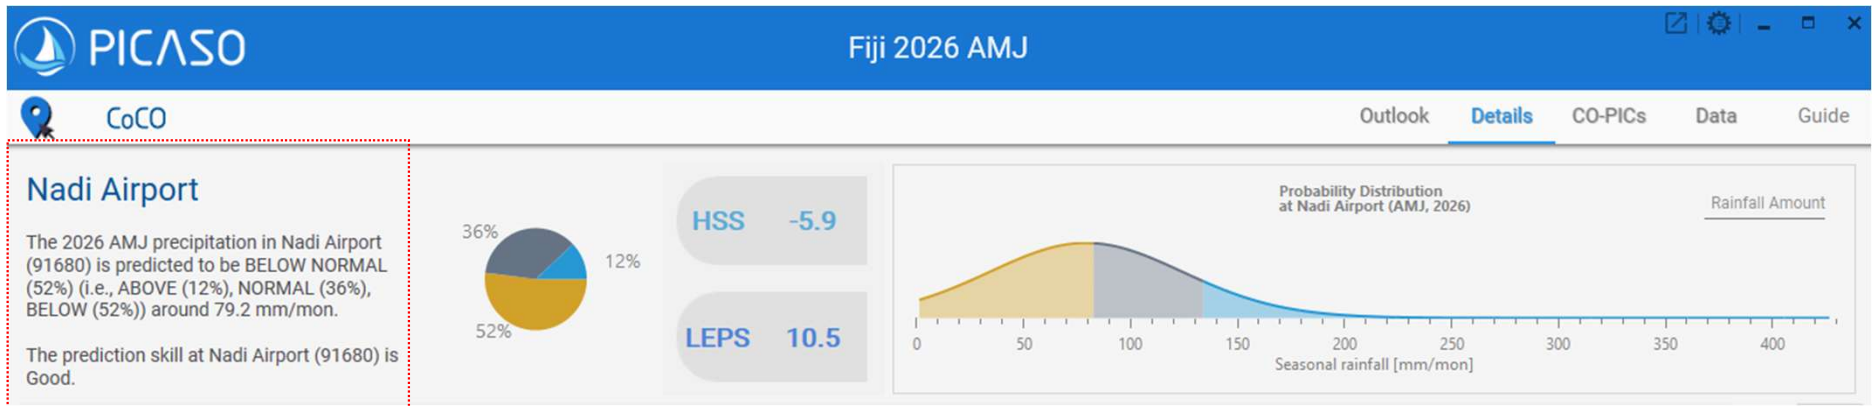 PICASO
Fiji 2026 AMJ
CoCO
Outlook Details CO-PICs Data Guide
Nadi Airport
The 2026 AMJ precipitation in Nadi Airport
(91680) is predicted to be BELOW NORMAL
(52%) (i.e., ABOVE (12%), NORMAL (36%),
BELOW (52%)) around 79.2 mm/mon.
The prediction skill at Nadi Airport (91680) is
Good.
36%
12%
52%
HSS -5.9
LEPS 10.5
Probability Distribution
at Nadi Airport (AMJ, 2026)
Rainfall Amount
0 50 100 150 200 250 300 350 400
Seasonal rainfall [mm/mon]